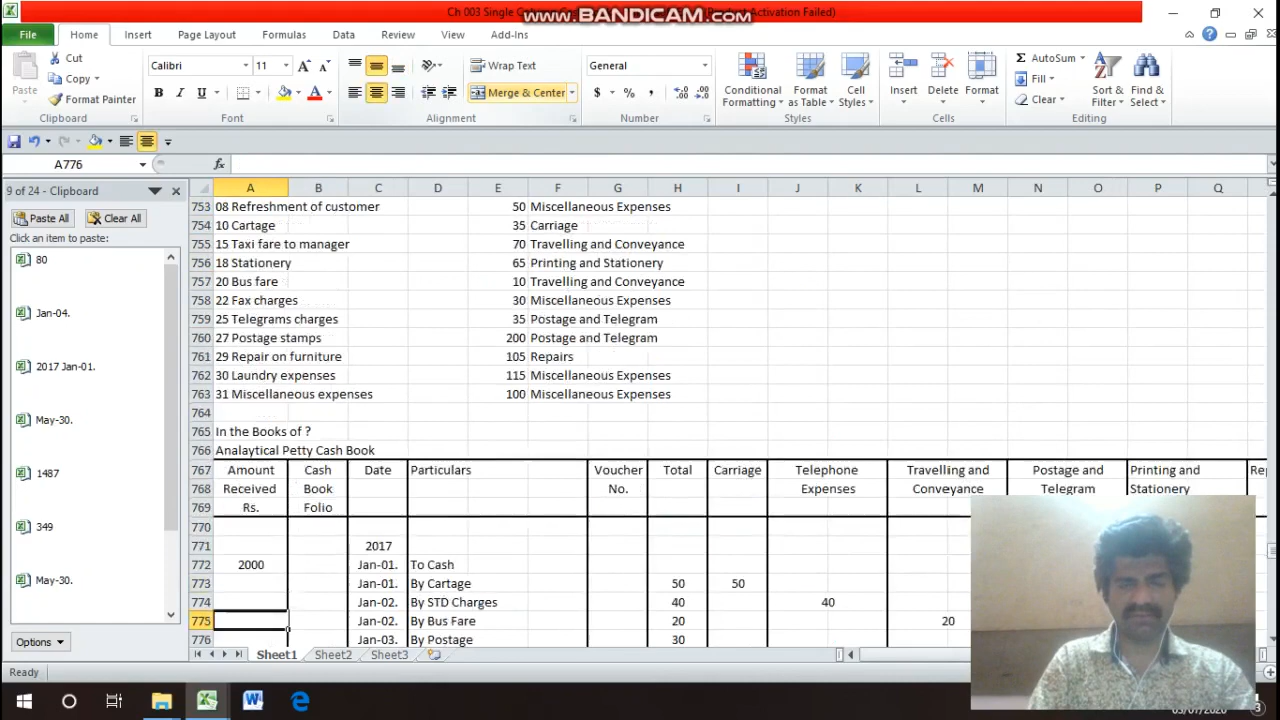 Ch 003 Single Column
Product Activation Failed)
www.BANDICAM.com
File Home Insert Page Layout Formulas Data Review View Add-Ins
Paste
Cut
Copy
Format Painter
Clipboard
Calibri 11
B I U
Font
Wrap Text
Merge & Center
Alignment
General
$ % ,
Number
Conditional Formatting
Format as Table
Cell Styles
Styles
Insert
Delete
Format
Cells
AutoSum
Fill
Clear
Sort & Filter
Find & Select
Editing
A776
fx
9 of 24 - Clipboard
Paste All
Clear All
Click an item to paste:
80
Jan-04.
2017 Jan-01.
May-30.
1487
349
May-30.
Options
A B C D E F G H I J K L M N O P Q
753 08 Refreshment of customer 50 Miscellaneous Expenses
754 10 Cartage 35 Carriage
755 15 Taxi fare to manager 70 Travelling and Conveyance
756 18 Stationery 65 Printing and Stationery
757 20 Bus fare 10 Travelling and Conveyance
758 22 Fax charges 30 Miscellaneous Expenses
759 25 Telegrams charges 35 Postage and Telegram
760 27 Postage stamps 200 Postage and Telegram
761 29 Repair on furniture 105 Repairs
762 30 Laundry expenses 115 Miscellaneous Expenses
763 31 Miscellaneous expenses 100 Miscellaneous Expenses
764
765 In the Books of ?
766 Analaytical Petty Cash Book
767 Amount Cash Date Particulars Voucher Total Carriage Telephone Travelling and Postage and Printing and
768 Received Book No. Expenses Conveyance Telegram Stationery
769 Rs. Folio
770
771 2017
772 2000 Jan-01. To Cash
773 Jan-01. By Cartage 50 50
774 Jan-02. By STD Charges 40 40
775 Jan-02. By Bus Fare 20 20
776 Jan-03. By Postage 30
Sheet1 Sheet2 Sheet3
Ready